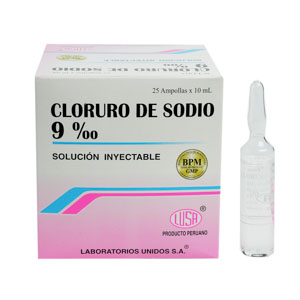 25 Ampollas x 10 mL
CLORURO DE SODIO
9 ‰
SOLUCIÓN INYECTABLE
BPM
GMP
LUSA®
PRODUCTO PERUANO
LABORATORIOS UNIDOS S.A.®